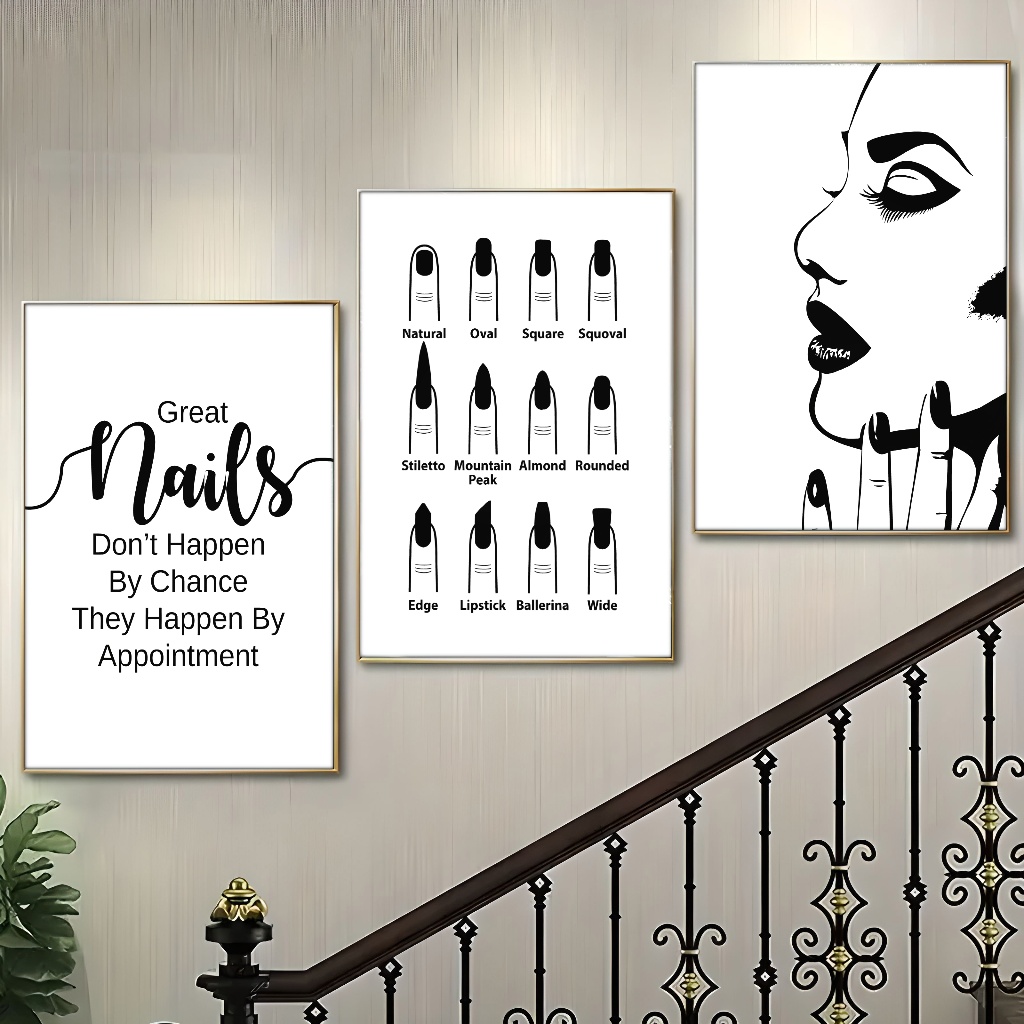 Great
Nails
Don't Happen
By Chance
They Happen By
Appointment
Natural Oval Square Squoval
Stiletto Mountain Peak Almond Rounded
Edge Lipstick Ballerina Wide